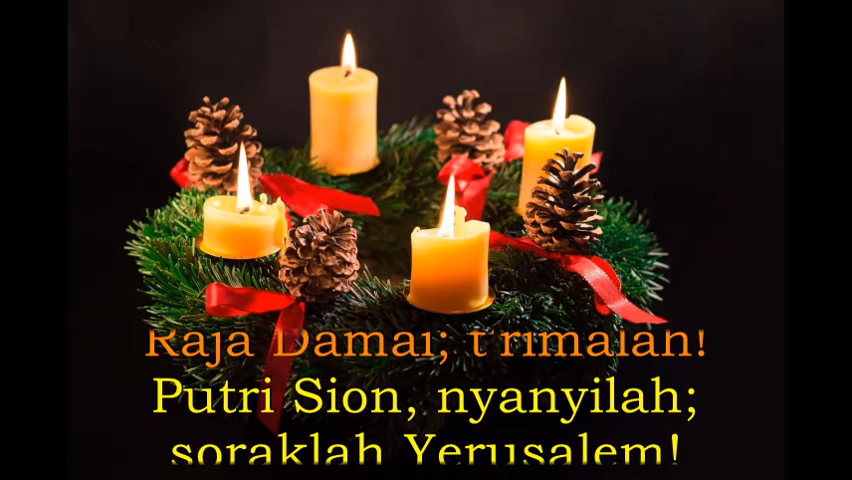 Raja Damai; t'rimalah!
Putri Sion, nyanyilah;
soraklah Yerusalem!